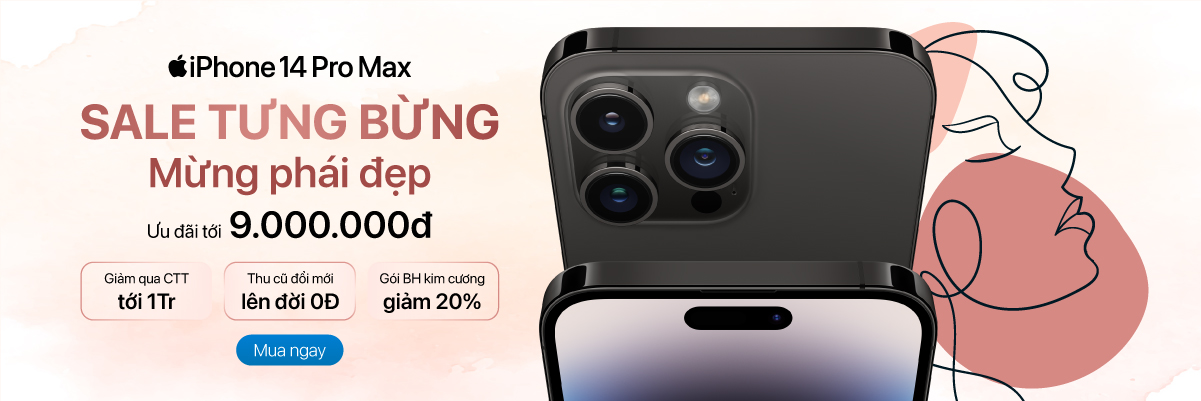 iPhone 14 Pro Max
SALE TƯNG BỪNG
Mừng phái đẹp
Ưu đãi tới 9.000.000đ
Giảm qua CTT
tới 1Tr
Thu cũ đổi mới
lên đời 0Đ
Gói BH kim cương
giảm 20%
Mua ngay